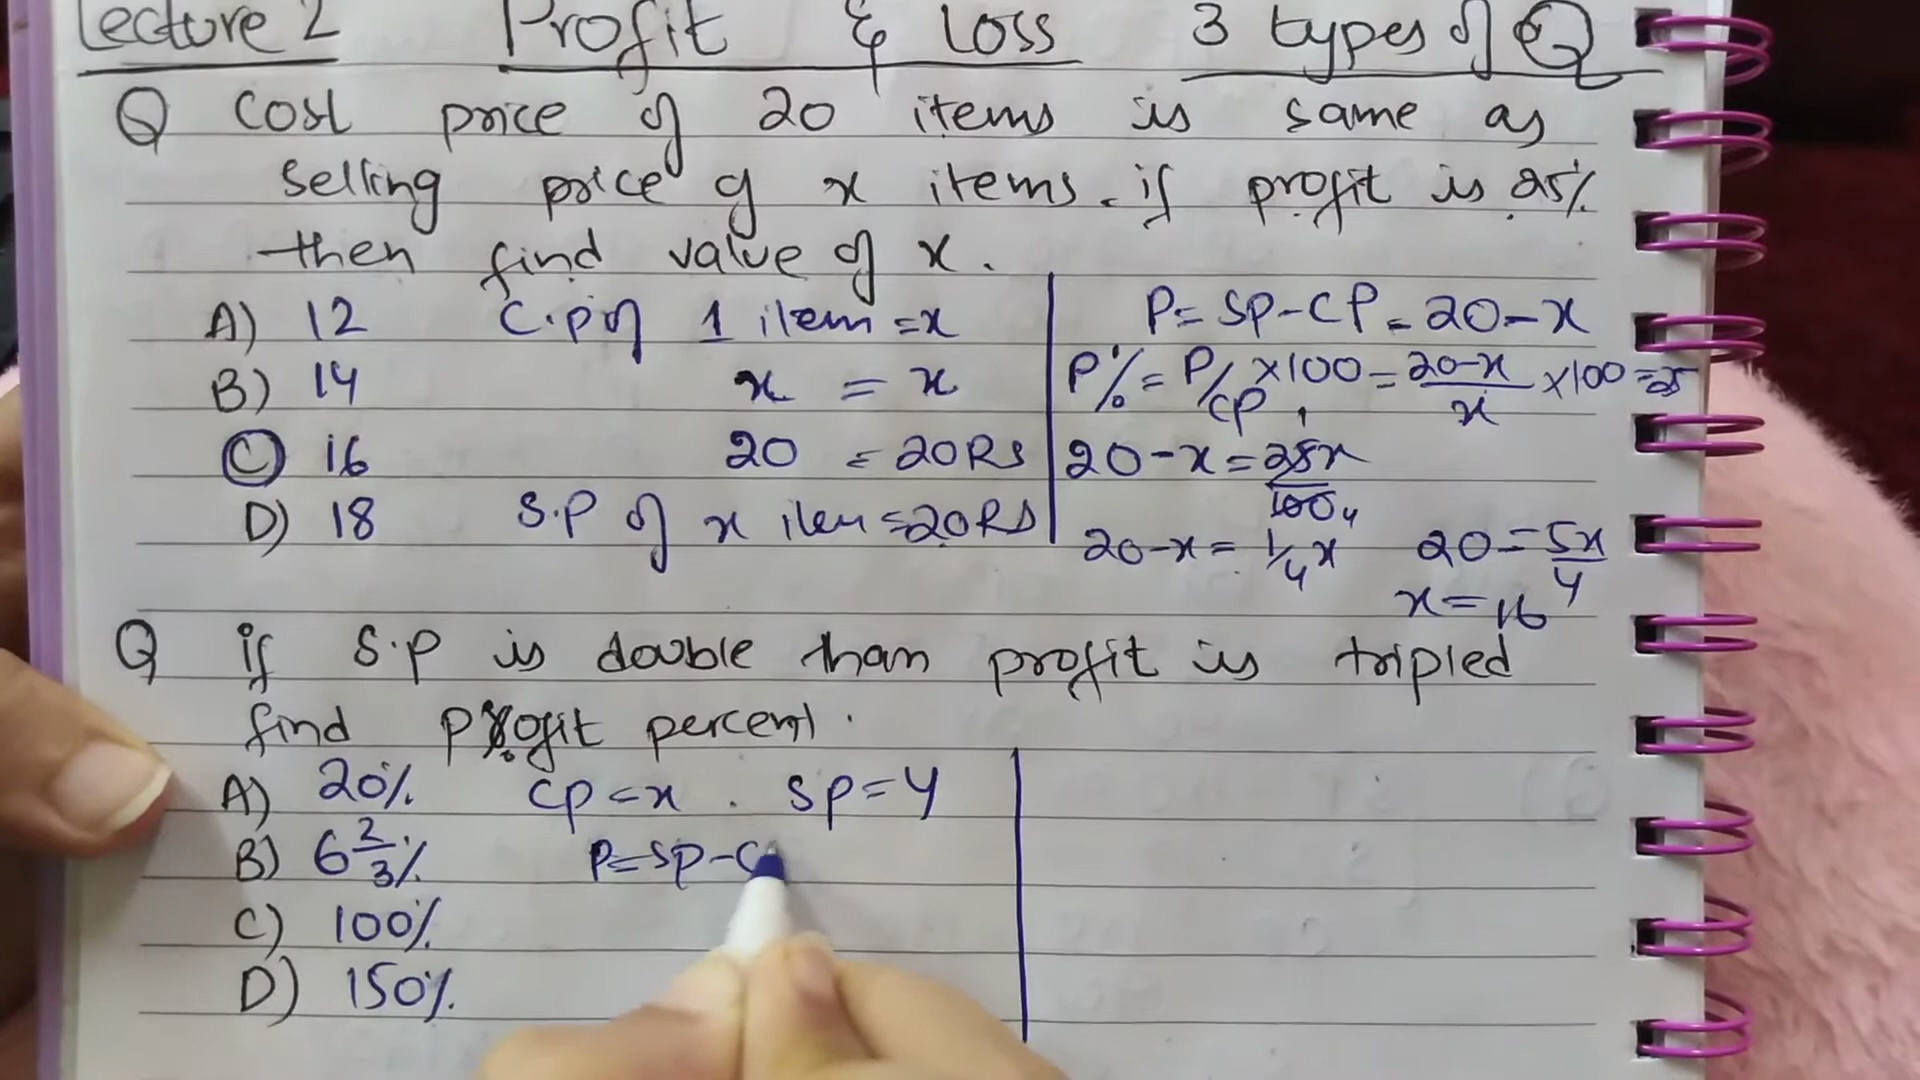 Lecture 2 Profit & Loss 3 types of Q
Q Cost price of 20 items is same as
selling price of x items. if profit is 25%
then find value of x.
A) 12 C.p of 1 item = x
B) 14 x = x
C) 16 20 = 20Rs
D) 18 S.P of x item = 20Rs
P = SP - CP = 20 - x
P% = P/CP × 100 = 20-x/x × 100 = 25
20 - x = 25x/100 4
20 - x = 1/4 x 20 = 5x/4
x = 16
Q if S.P is double than profit is tripled
find profit percent.
A) 20% CP = x . SP = y
B) 6 2/3% P = SP - C
C) 100%
D) 150%